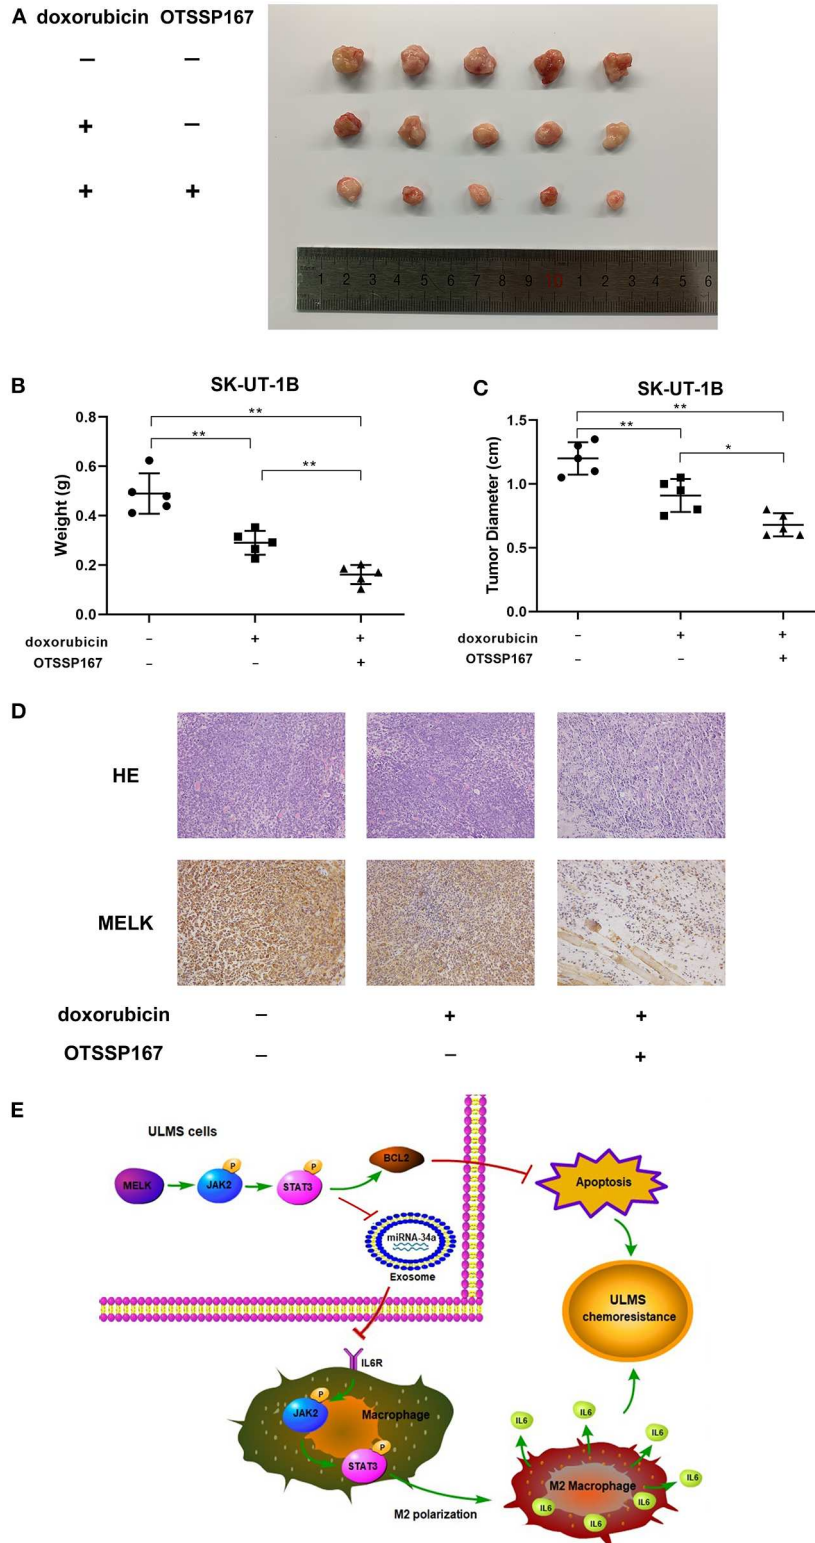 A doxorubicin OTSSP167
– –
+ –
+ +
1 2 3 4 5 6 7 8 9 10 1 2 3 4 5 6
B
SK-UT-1B
Weight (g)
0.8
0.6
0.4
0.2
0.0
**
**
**
doxorubicin – + +
OTSSP167 – – +
C
SK-UT-1B
Tumor Diameter (cm)
1.5
1.0
0.5
0.0
**
**
*
doxorubicin – + +
OTSSP167 – – +
D
HE
MELK
doxorubicin – + +
OTSSP167 – – +
E
ULMS cells
MELK
P
JAK2
P
STAT3
BCL2
Apoptosis
miRNA-34a
Exosome
ULMS
chemoresistance
IL6R
P
JAK2
Macrophage
P
STAT3
M2 polarization
IL6
IL6
IL6
IL6
M2 Macrophage
IL6
IL6
IL6